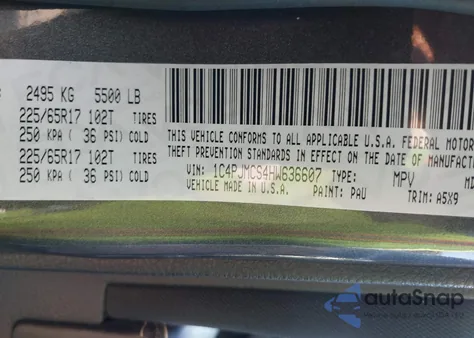 2495 KG 5500 LB
225/65R17 102T TIRES
250 KPA ( 36 PSI) COLD
225/65R17 102T TIRES
250 KPA ( 36 PSI) COLD
THIS VEHICLE CONFORMS TO ALL APPLICABLE U.S.A. FEDERAL MOTOR
THEFT PREVENTION STANDARDS IN EFFECT ON THE DATE OF MANUFACTUR
VIN: 1C4PJMCS4HW636607 TYPE: MPV
VEHICLE MADE IN U.S.A. PAINT: PAU TRIM: A5X9
autoSnap